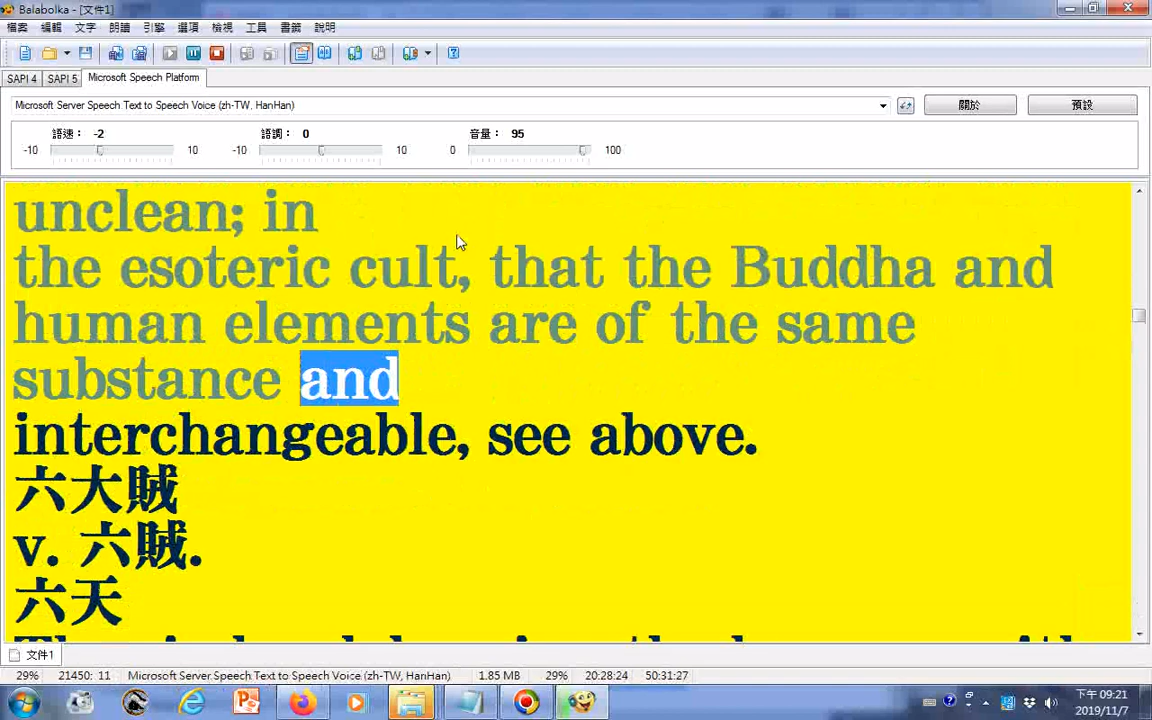 Balabolka - [文件1]
檔案 編輯 文字 朗讀 引擎 選項 檢視 工具 書籤 說明
SAPI 4 SAPI 5 Microsoft Speech Platform
Microsoft Server Speech Text to Speech Voice (zh-TW, HanHan) 關於 預設
語速： -2 語調： 0 音量： 95
-10 10 -10 10 0 100
unclean; in
the esoteric cult, that the Buddha and
human elements are of the same
substance and
interchangeable, see above.
六大賊
v. 六賊.
六天
文件1
29% 21450: 11 Microsoft Server Speech Text to Speech Voice (zh-TW, HanHan) 1.85 MB 29% 20:28:24 50:31:27
下午 09:21
2019/11/7